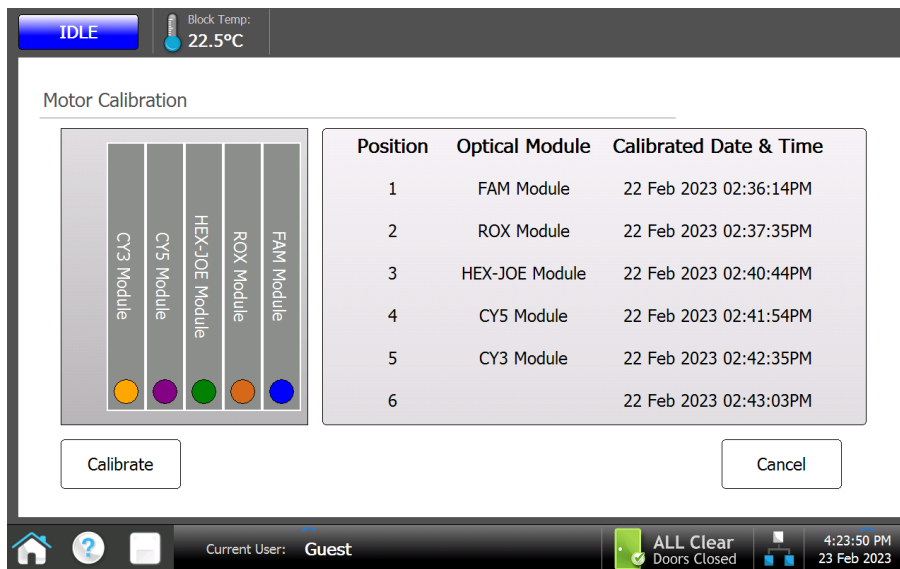 IDLE
Block Temp:
22.5ºC
Motor Calibration
CY3 Module
CY5 Module
HEX-JOE Module
ROX Module
FAM Module
Position Optical Module Calibrated Date & Time
1 FAM Module 22 Feb 2023 02:36:14PM
2 ROX Module 22 Feb 2023 02:37:35PM
3 HEX-JOE Module 22 Feb 2023 02:40:44PM
4 CY5 Module 22 Feb 2023 02:41:54PM
5 CY3 Module 22 Feb 2023 02:42:35PM
6 22 Feb 2023 02:43:03PM
Calibrate
Cancel
?
Current User: Guest
ALL Clear
Doors Closed
4:23:50 PM
23 Feb 2023